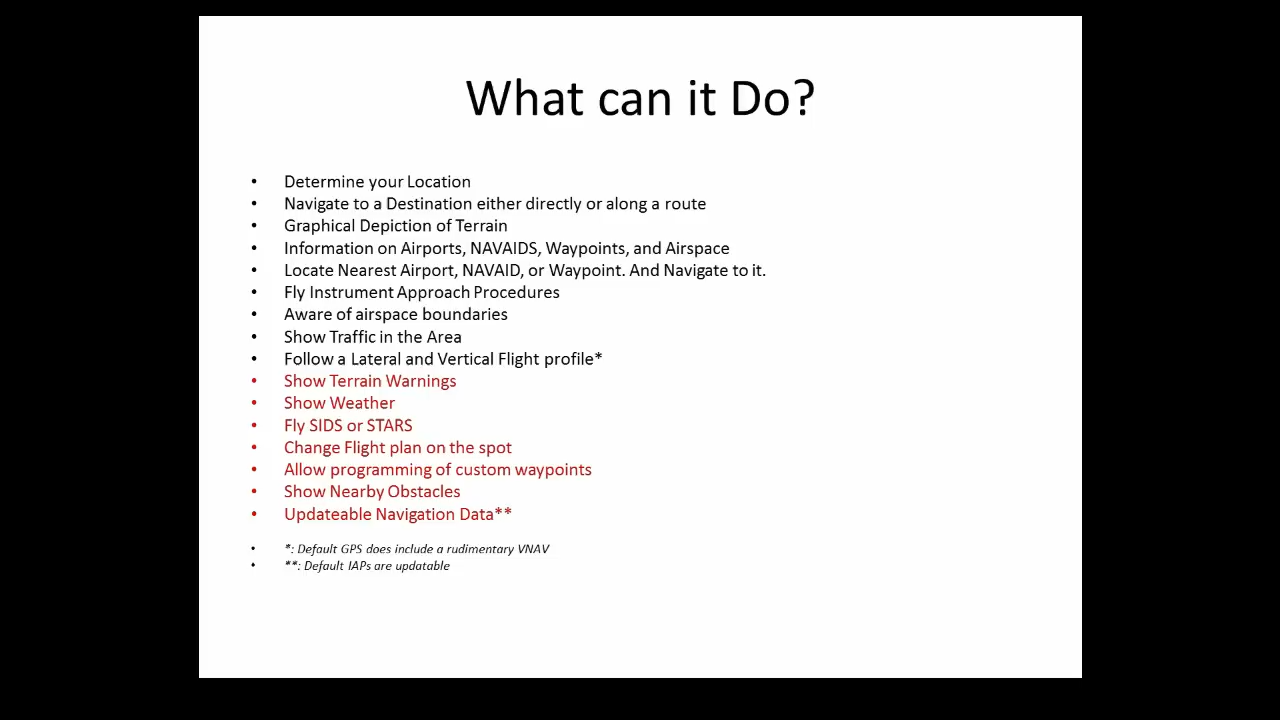 What can it Do?
• Determine your Location
• Navigate to a Destination either directly or along a route
• Graphical Depiction of Terrain
• Information on Airports, NAVAIDS, Waypoints, and Airspace
• Locate Nearest Airport, NAVAID, or Waypoint. And Navigate to it.
• Fly Instrument Approach Procedures
• Aware of airspace boundaries
• Show Traffic in the Area
• Follow a Lateral and Vertical Flight profile*
• Show Terrain Warnings
• Show Weather
• Fly SIDS or STARS
• Change Flight plan on the spot
• Allow programming of custom waypoints
• Show Nearby Obstacles
• Updateable Navigation Data**
• *: Default GPS does include a rudimentary VNAV
• **: Default IAPs are updatable